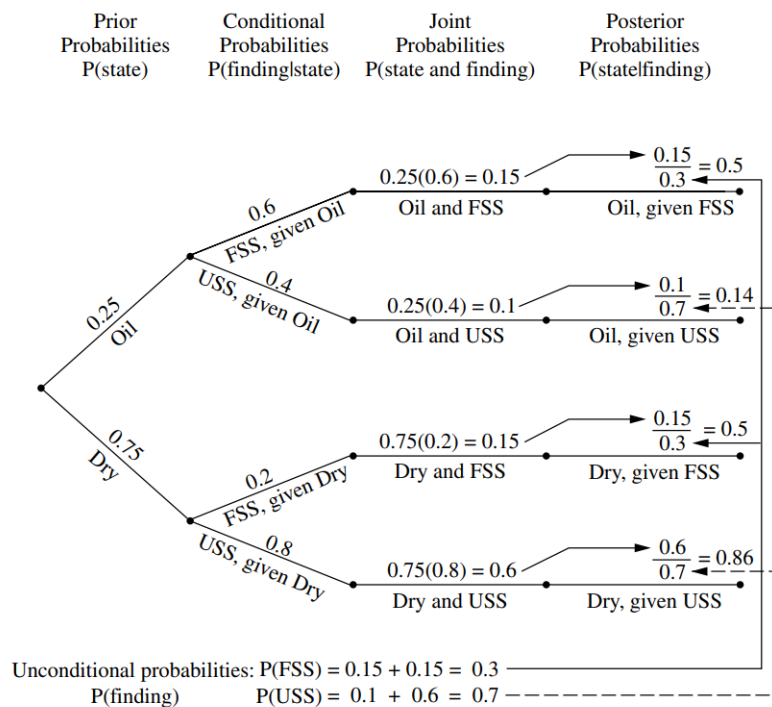 Prior Probabilities P(state)
Conditional Probabilities P(finding|state)
Joint Probabilities P(state and finding)
Posterior Probabilities P(state|finding)
0.25
Oil
0.75
Dry
0.6
FSS, given Oil
0.4
USS, given Oil
0.2
FSS, given Dry
0.8
USS, given Dry
0.25(0.6) = 0.15
Oil and FSS
0.15
0.3
= 0.5
Oil, given FSS
0.25(0.4) = 0.1
Oil and USS
0.1
0.7
= 0.14
Oil, given USS
0.75(0.2) = 0.15
Dry and FSS
0.15
0.3
= 0.5
Dry, given FSS
0.75(0.8) = 0.6
Dry and USS
0.6
0.7
= 0.86
Dry, given USS
Unconditional probabilities: P(FSS) = 0.15 + 0.15 = 0.3
P(finding) P(USS) = 0.1 + 0.6 = 0.7